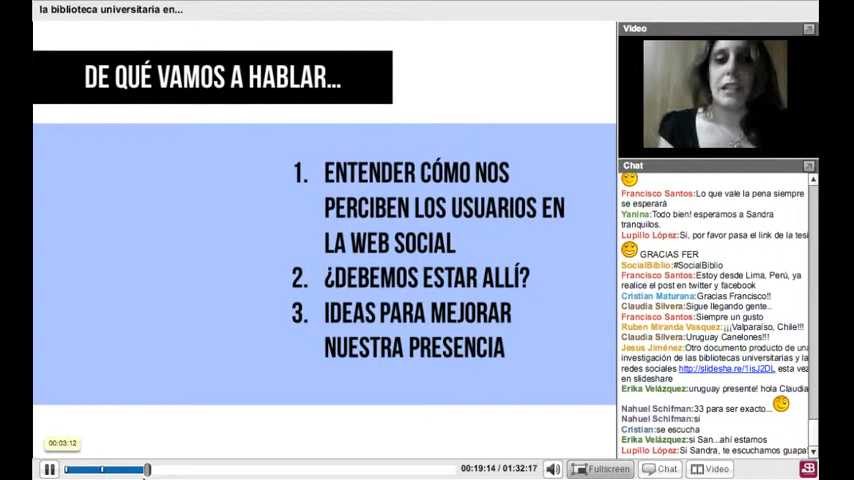 la biblioteca universitaria en...
DE QUÉ VAMOS A HABLAR...
1. ENTENDER CÓMO NOS
PERCIBEN LOS USUARIOS EN
LA WEB SOCIAL
2. ¿DEBEMOS ESTAR ALLÍ?
3. IDEAS PARA MEJORAR
NUESTRA PRESENCIA
Video
Chat
Francisco Santos:Lo que vale la pena siempre
se esperará
Yanina:Todo bien! esperamos a Sandra
tranquilos.
Lupillo López:Si, por favor pasa el link de la tesi
GRACIAS FER
SocialBiblio:#SocialBiblio
Francisco Santos:Estoy desde Lima, Perú, ya
realice el post en twitter y facebook
Cristian Maturana:Gracias Francisco!!
Claudia Silvera:Sigue llegando gente..
Francisco Santos:Siempre un gusto
Ruben Miranda Vasquez:¡¡¡Valparaíso, Chile!!!
Claudia Silvera:Uruguay Canelones!!!
Jesus Jiménez:Otro documento producto de una
investigación de las bibliotecas universitarias y la
redes sociales http://slidesha.re/1isJ2DL esta vez
en slideshare
Erika Velázquez:uruguay presente! hola Claudia
Nahuel Schifman:33 para ser exacto...
Nahuel Schifman:si
Cristian:se escucha
Erika Velázquez:si San...ahí estamos
Lupillo López:Si Sandra, te escuchamos guapa
00:03:12
00:19:14 / 01:32:17
Fullscreen
Chat
Video
SB